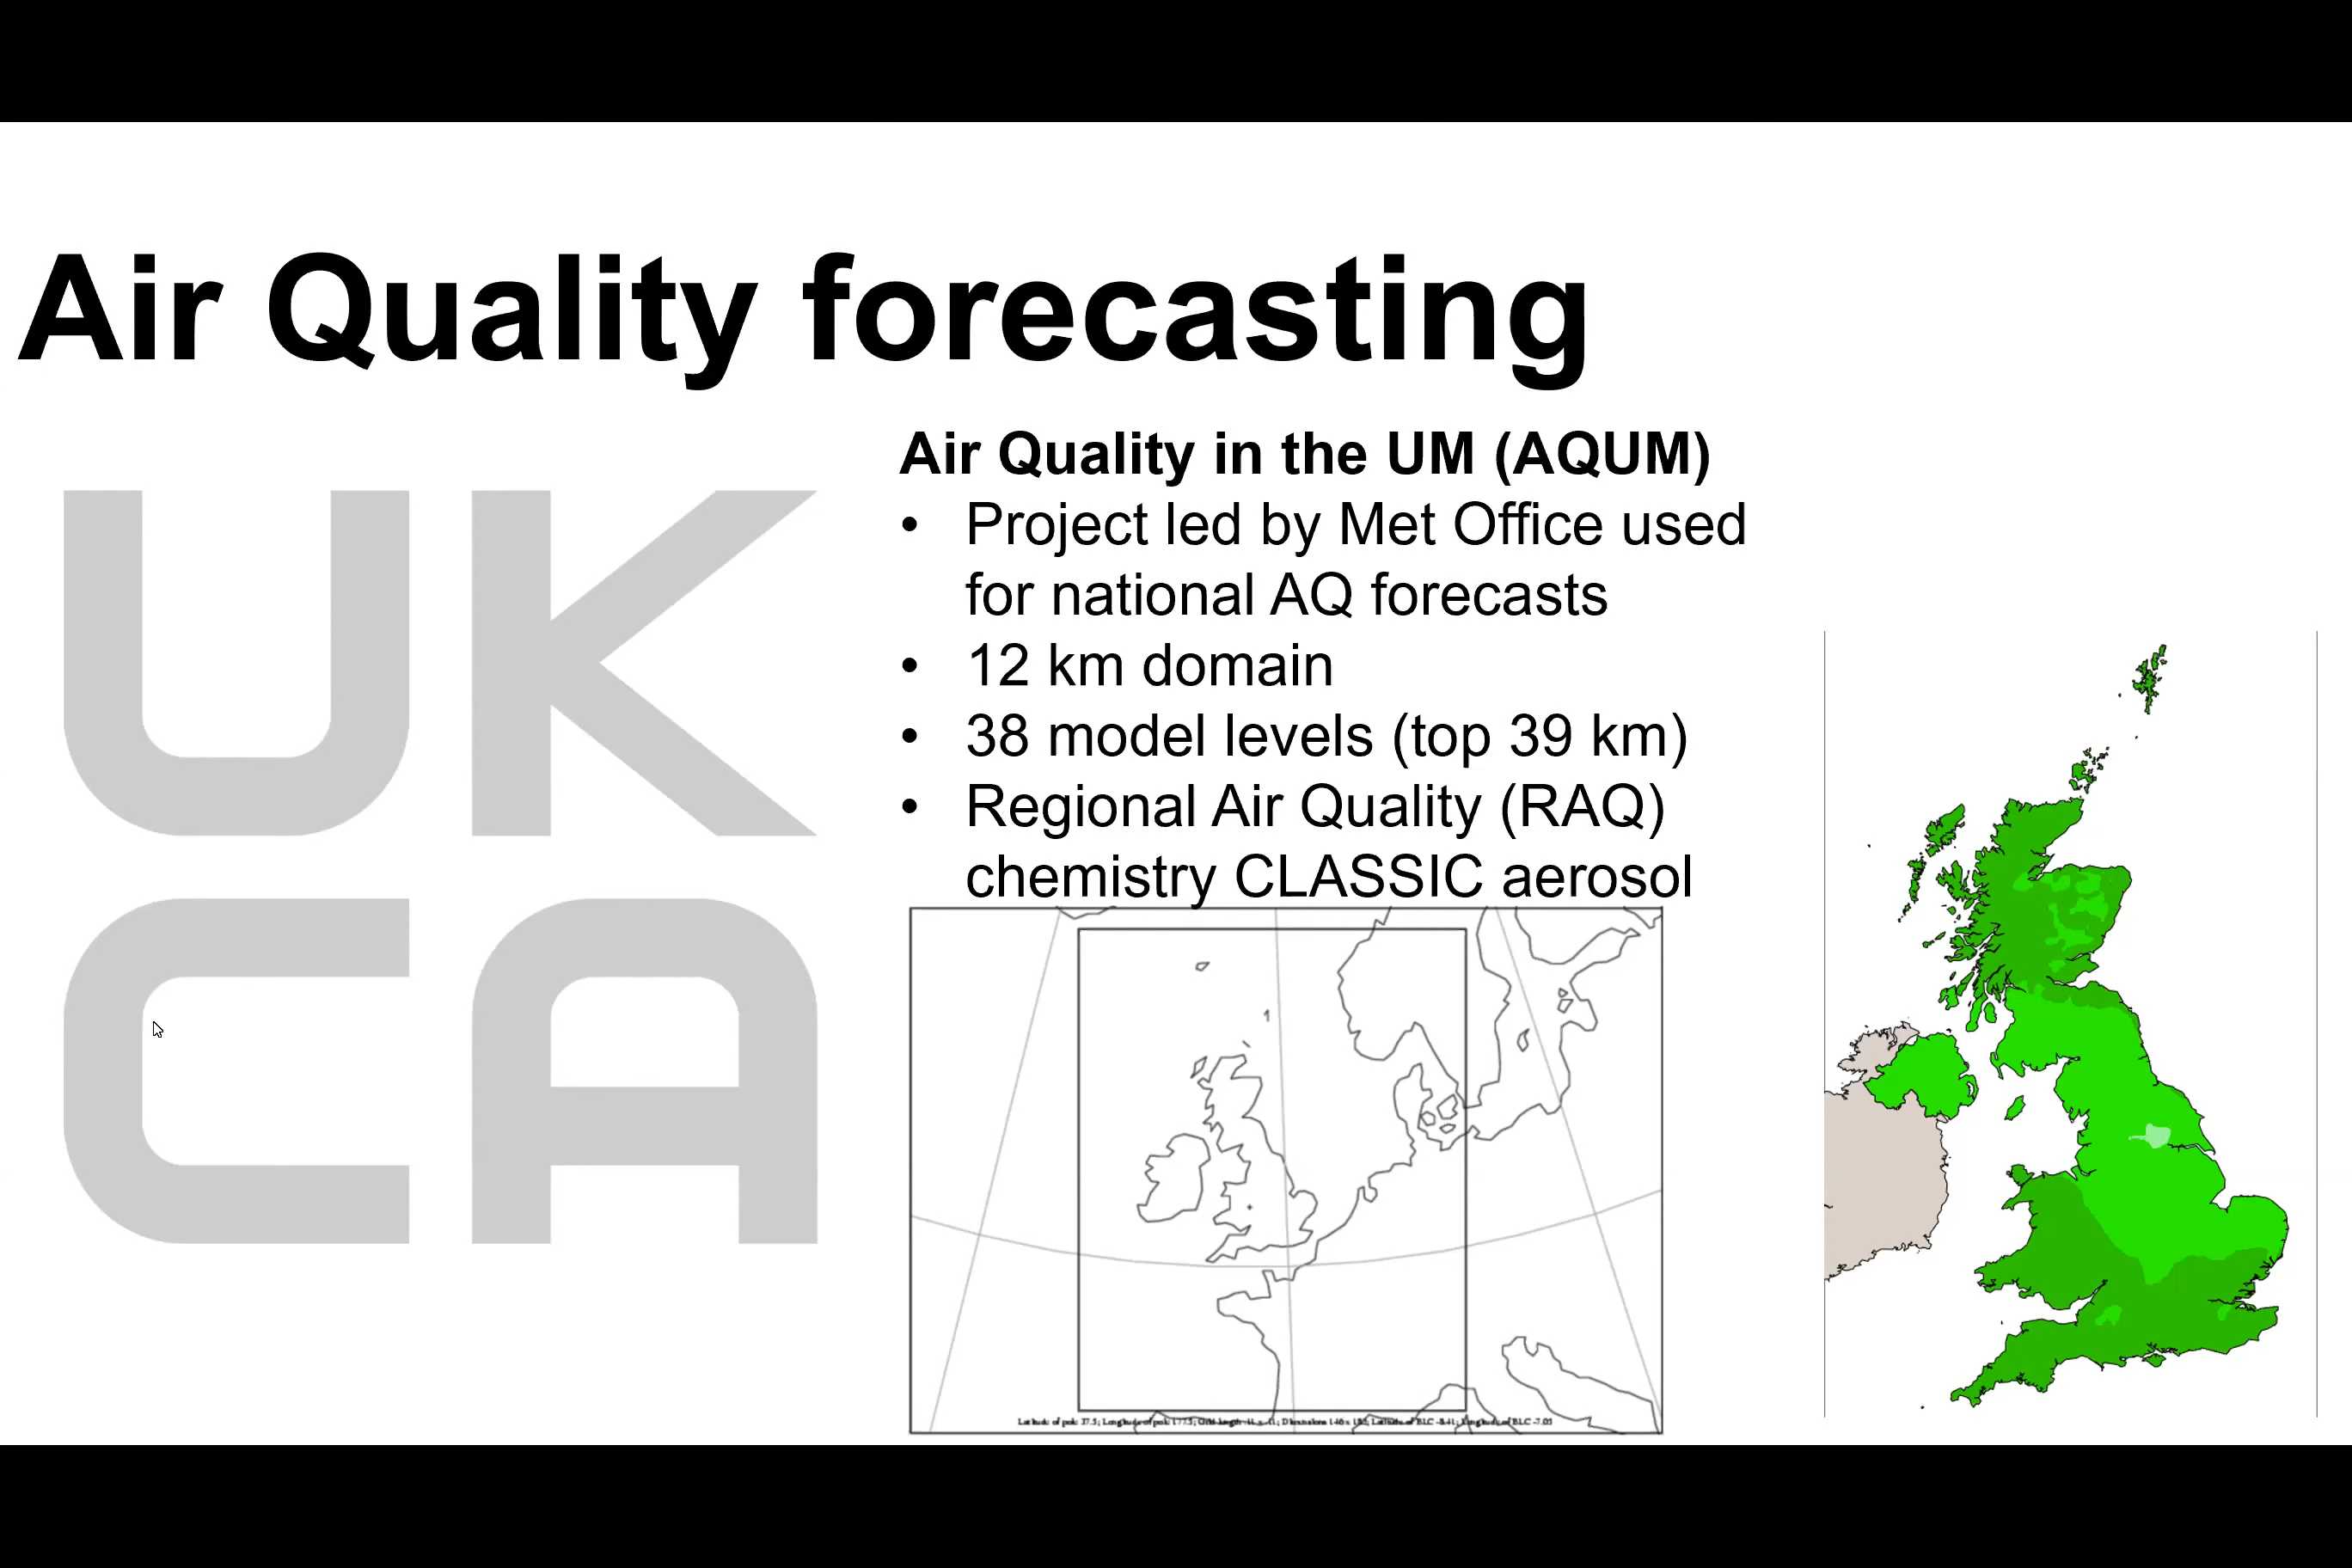 Air Quality forecasting
UK
CA
Air Quality in the UM (AQUM)
• Project led by Met Office used
for national AQ forecasts
• 12 km domain
• 38 model levels (top 39 km)
• Regional Air Quality (RAQ)
chemistry CLASSIC aerosol